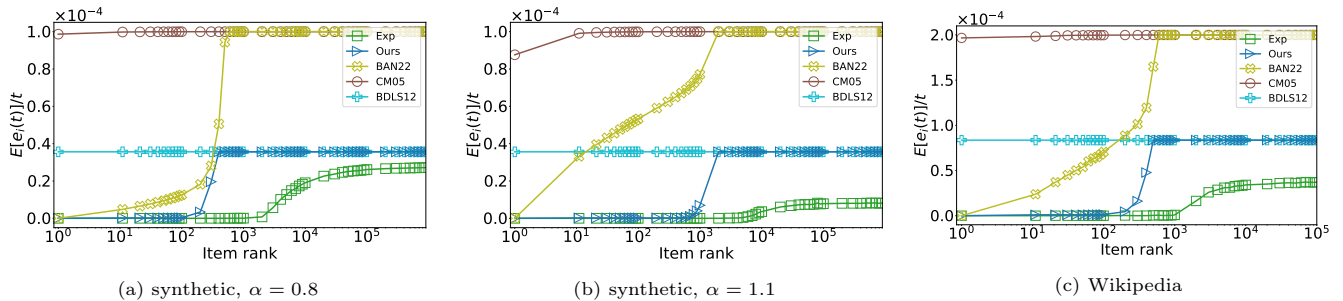 ×10⁻⁴
1.0
0.8
0.6
0.4
0.2
0.0
E[eᵢ(t)]/t
10⁰ 10¹ 10² 10³ 10⁴ 10⁵
Item rank
Exp
Ours
BAN22
CM05
BDLS12
(a) synthetic, α = 0.8
×10⁻⁴
1.0
0.8
0.6
0.4
0.2
0.0
E[eᵢ(t)]/t
10⁰ 10¹ 10² 10³ 10⁴ 10⁵
Item rank
Exp
Ours
BAN22
CM05
BDLS12
(b) synthetic, α = 1.1
×10⁻⁴
2.0
1.5
1.0
0.5
0.0
E[eᵢ(t)]/t
10⁰ 10¹ 10² 10³ 10⁴ 10⁵
Item rank
Exp
Ours
BAN22
CM05
BDLS12
(c) Wikipedia